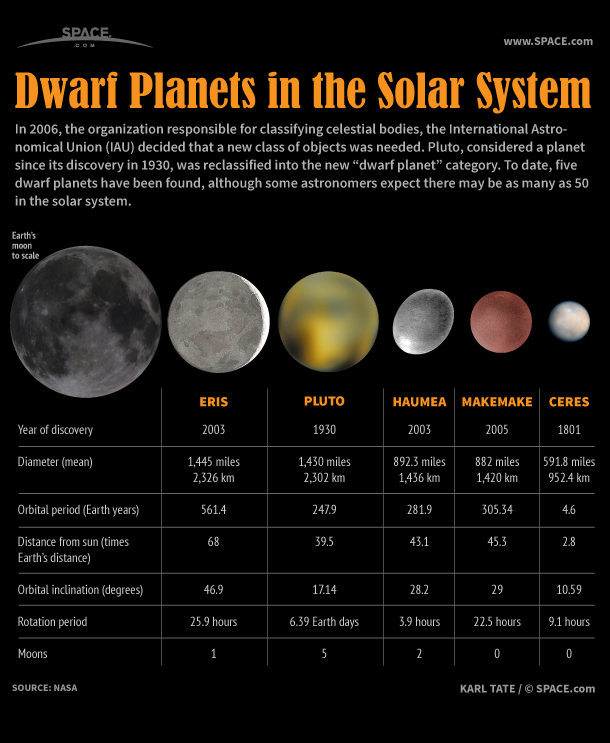 SPACE.
.COM
www.SPACE.com
Dwarf Planets in the Solar System
In 2006, the organization responsible for classifying celestial bodies, the International Astro-
nomical Union (IAU) decided that a new class of objects was needed. Pluto, considered a planet
since its discovery in 1930, was reclassified into the new “dwarf planet” category. To date, five
dwarf planets have been found, although some astronomers expect there may be as many as 50
in the solar system.
Earth's
moon
to scale
ERIS PLUTO HAUMEA MAKEMAKE CERES
Year of discovery 2003 1930 2003 2005 1801
Diameter (mean) 1,445 miles 1,430 miles 892.3 miles 882 miles 591.8 miles
2,326 km 2,302 km 1,436 km 1,420 km 952.4 km
Orbital period (Earth years) 561.4 247.9 281.9 305.34 4.6
Distance from sun (times 68 39.5 43.1 45.3 2.8
Earth's distance)
Orbital inclination (degrees) 46.9 17.14 28.2 29 10.59
Rotation period 25.9 hours 6.39 Earth days 3.9 hours 22.5 hours 9.1 hours
Moons 1 5 2 0 0
SOURCE: NASA
KARL TATE / © SPACE.com